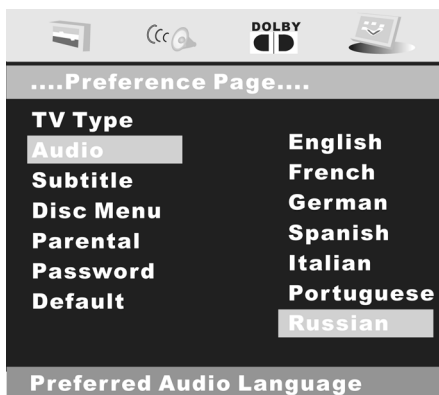 DOLBY
....Preference Page....
TV Type
Audio
Subtitle
Disc Menu
Parental
Password
Default
English
French
German
Spanish
Italian
Portuguese
Russian
Preferred Audio Language